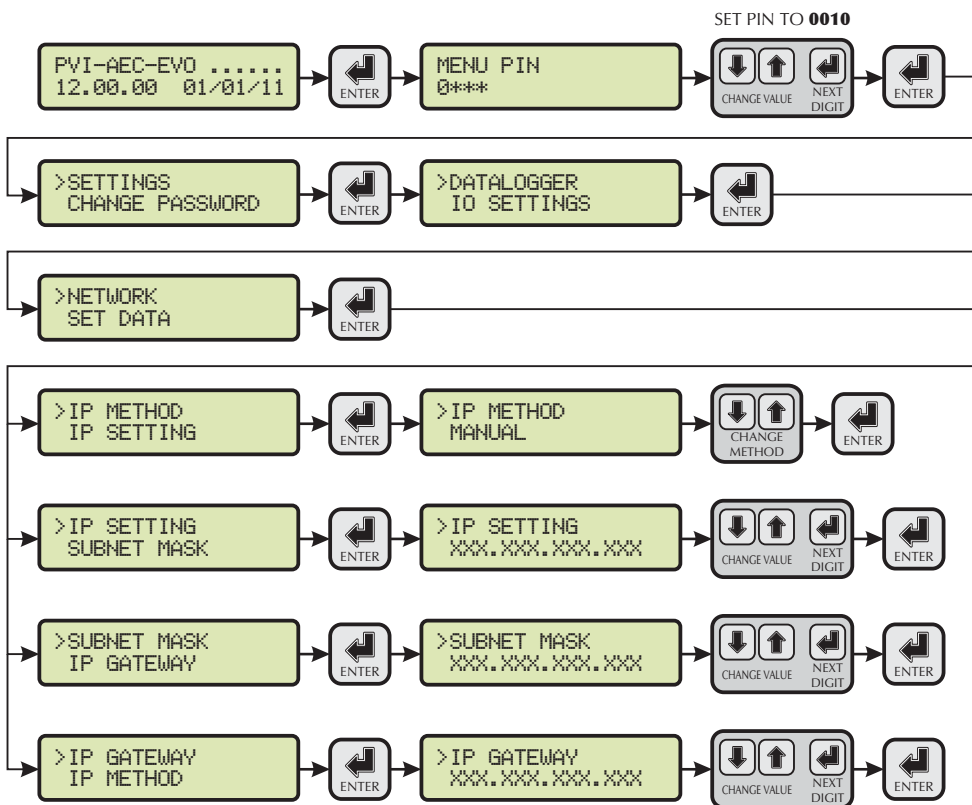 SET PIN TO 0010
PVI-AEC-EVO ......
12.00.00 01/01/11
ENTER
MENU PIN
0***
CHANGE VALUE
NEXT
DIGIT
ENTER
>SETTINGS
CHANGE PASSWORD
ENTER
>DATALOGGER
IO SETTINGS
ENTER
>NETWORK
SET DATA
ENTER
>IP METHOD
IP SETTING
ENTER
>IP METHOD
MANUAL
CHANGE
METHOD
ENTER
>IP SETTING
SUBNET MASK
ENTER
>IP SETTING
XXX.XXX.XXX.XXX
CHANGE VALUE
NEXT
DIGIT
ENTER
>SUBNET MASK
IP GATEWAY
ENTER
>SUBNET MASK
XXX.XXX.XXX.XXX
CHANGE VALUE
NEXT
DIGIT
ENTER
>IP GATEWAY
IP METHOD
ENTER
>IP GATEWAY
XXX.XXX.XXX.XXX
CHANGE VALUE
NEXT
DIGIT
ENTER